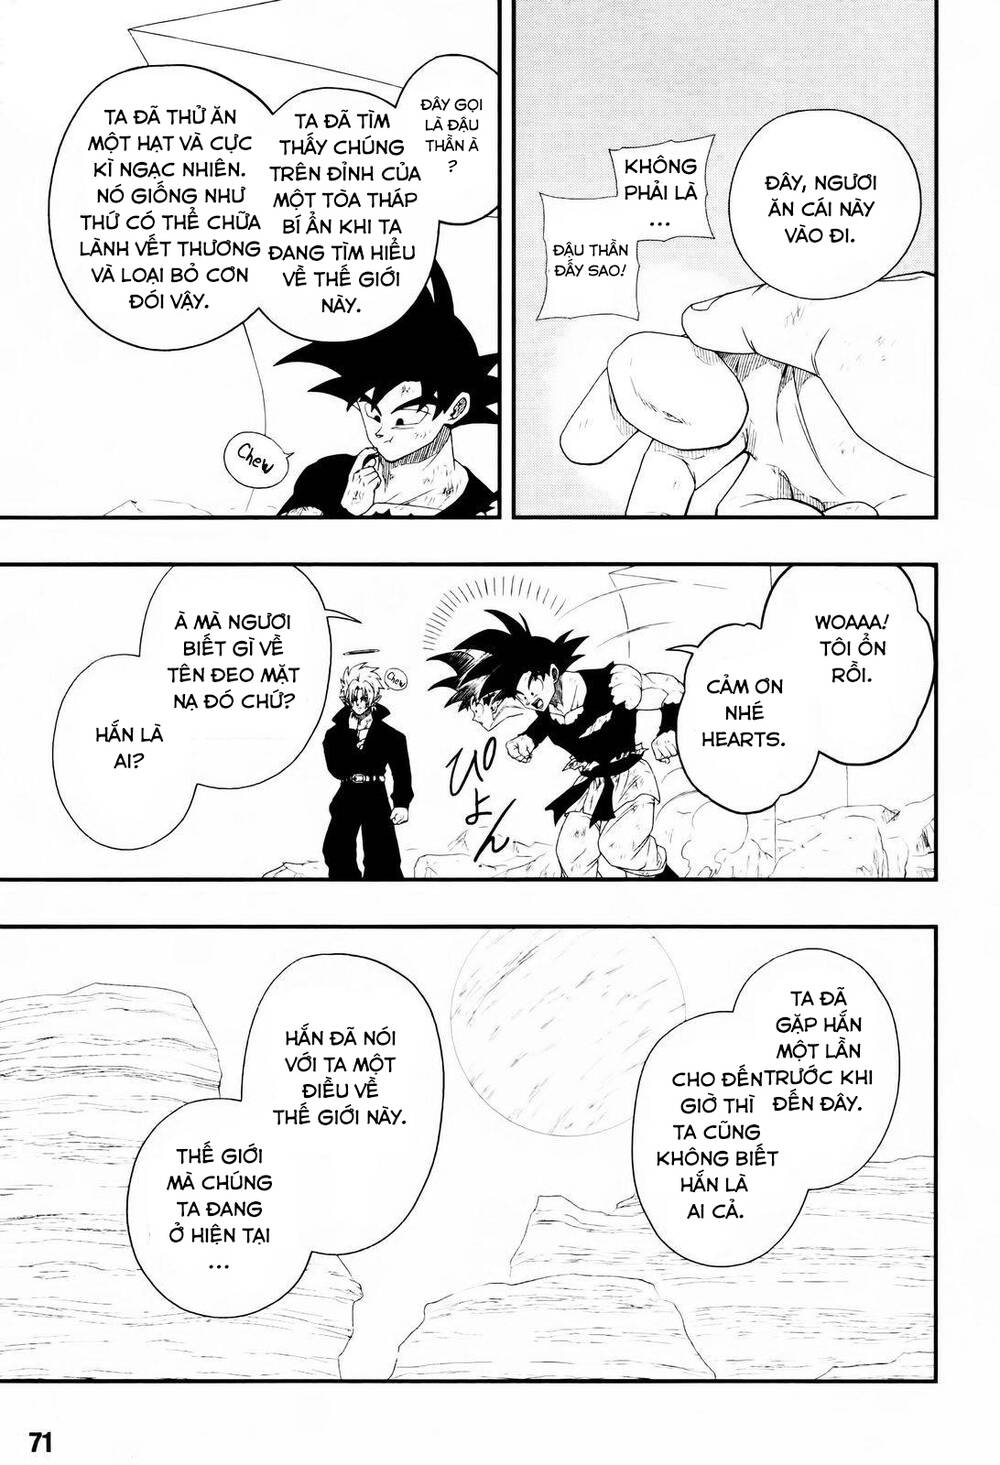 ĐÂY, NGƯƠI
ĂN CÁI NÀY
VÀO ĐI.
KHÔNG
PHẢI LÀ
...
ĐẬU THẦN
ĐẤY SAO!
ĐÂY GỌI
LÀ ĐẬU
THẦN À
?
TA ĐÃ TÌM
THẤY CHÚNG
TRÊN ĐỈNH CỦA
MỘT TÒA THÁP
BÍ ẨN KHI TA
ĐANG TÌM HIỂU
VỀ THẾ GIỚI
NÀY.
TA ĐÃ THỬ ĂN
MỘT HẠT VÀ CỰC
KÌ NGẠC NHIÊN.
NÓ GIỐNG NHƯ
THỨ CÓ THỂ CHỮA
LÀNH VẾT THƯƠNG
VÀ LOẠI BỎ CƠN
ĐÓI VẬY.
Chew
WOAAA!
TÔI ỔN
RỒI.
CẢM ƠN
NHÉ
HEARTS.
ぴょん
Chew
À MÀ NGƯƠI
BIẾT GÌ VỀ
TÊN ĐEO MẶT
NẠ ĐÓ CHỨ?
HẮN LÀ
AI?
TA ĐÃ
GẶP HẮN
MỘT LẦN
TRƯỚC KHI
ĐẾN ĐÂY.
CHO ĐẾN
GIỜ THÌ
TA CŨNG
KHÔNG BIẾT
HẮN LÀ
AI CẢ.
HẮN ĐÃ NÓI
VỚI TA MỘT
ĐIỀU VỀ
THẾ GIỚI NÀY.
THẾ GIỚI
MÀ CHÚNG
TA ĐANG
Ở HIỆN TẠI
...
71